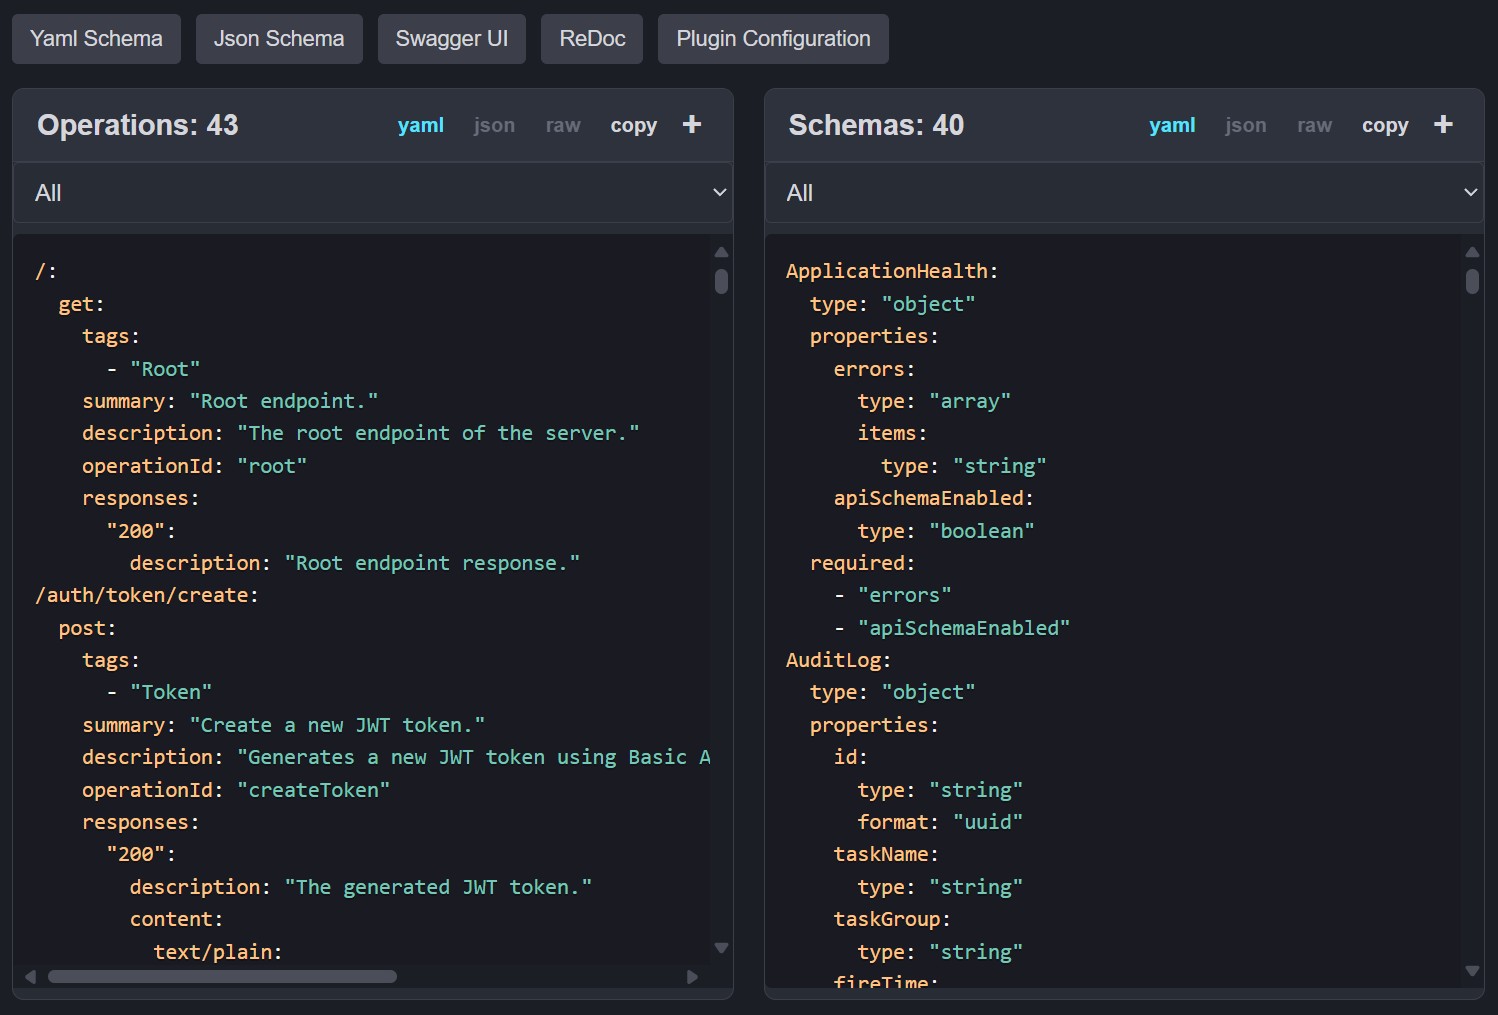 Yaml Schema Json Schema Swagger UI ReDoc Plugin Configuration
Operations: 43 yaml json raw copy +
All
/:
  get:
    tags:
      - "Root"
    summary: "Root endpoint."
    description: "The root endpoint of the server."
    operationId: "root"
    responses:
      "200":
        description: "Root endpoint response."
/auth/token/create:
  post:
    tags:
      - "Token"
    summary: "Create a new JWT token."
    description: "Generates a new JWT token using Basic A
    operationId: "createToken"
    responses:
      "200":
        description: "The generated JWT token."
        content:
          text/plain:
Schemas: 40 yaml json raw copy +
All
ApplicationHealth:
  type: "object"
  properties:
    errors:
      type: "array"
      items:
        type: "string"
    apiSchemaEnabled:
      type: "boolean"
  required:
    - "errors"
    - "apiSchemaEnabled"
AuditLog:
  type: "object"
  properties:
    id:
      type: "string"
      format: "uuid"
    taskName:
      type: "string"
    taskGroup:
      type: "string"
    fireTime: